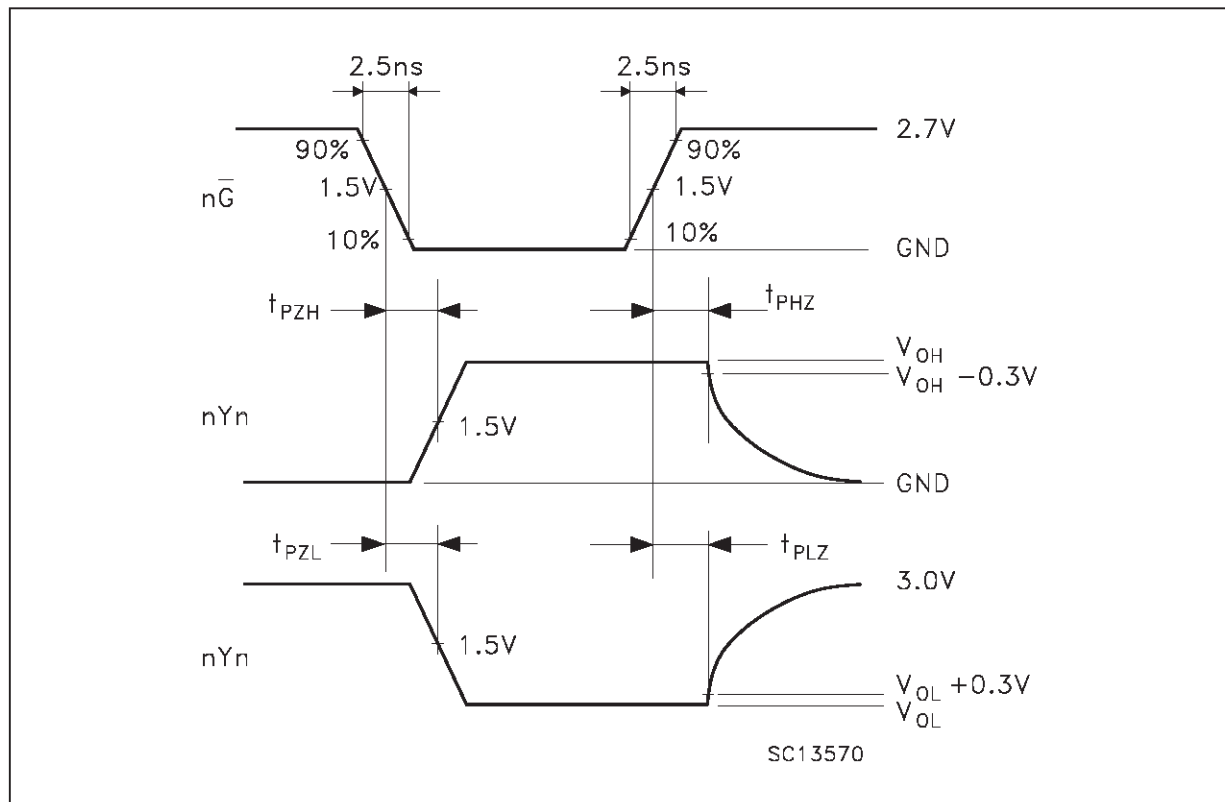 2.5ns 2.5ns
2.7V
90% 90%
nG̅ 1.5V 1.5V
10% 10%
GND
tPZH tPHZ
VOH
VOH −0.3V
nYn 1.5V
GND
tPZL tPLZ
3.0V
nYn 1.5V
VOL +0.3V
VOL
SC13570